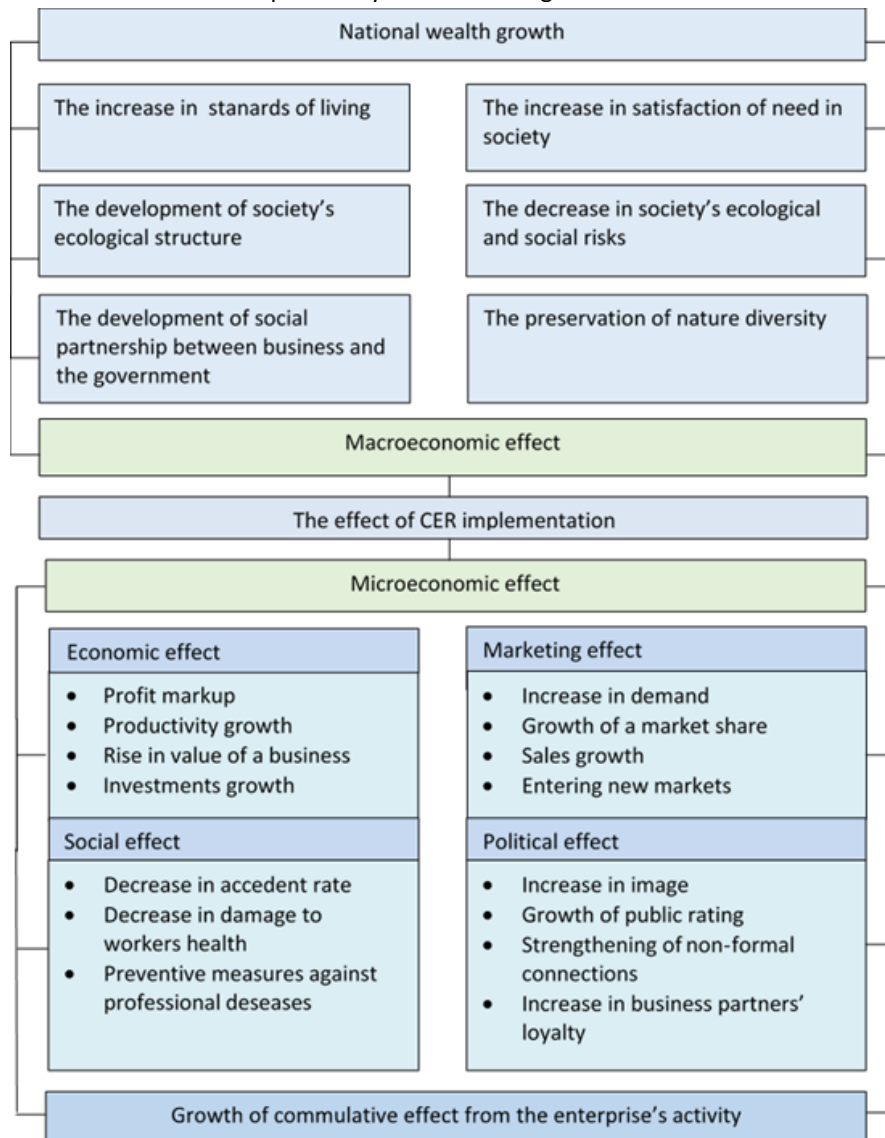 National wealth growth
The increase in stanards of living
The increase in satisfaction of need in
society
The development of society's
ecological structure
The decrease in society's ecological
and social risks
The development of social
partnership between business and
the government
The preservation of nature diversity
Macroeconomic effect
The effect of CER implementation
Microeconomic effect
Economic effect
• Profit markup
• Productivity growth
• Rise in value of a business
• Investments growth
Marketing effect
• Increase in demand
• Growth of a market share
• Sales growth
• Entering new markets
Social effect
• Decrease in accedent rate
• Decrease in damage to
workers health
• Preventive measures against
professional deseases
Political effect
• Increase in image
• Growth of public rating
• Strengthening of non-formal
connections
• Increase in business partners'
loyalty
Growth of commulative effect from the enterprise's activity